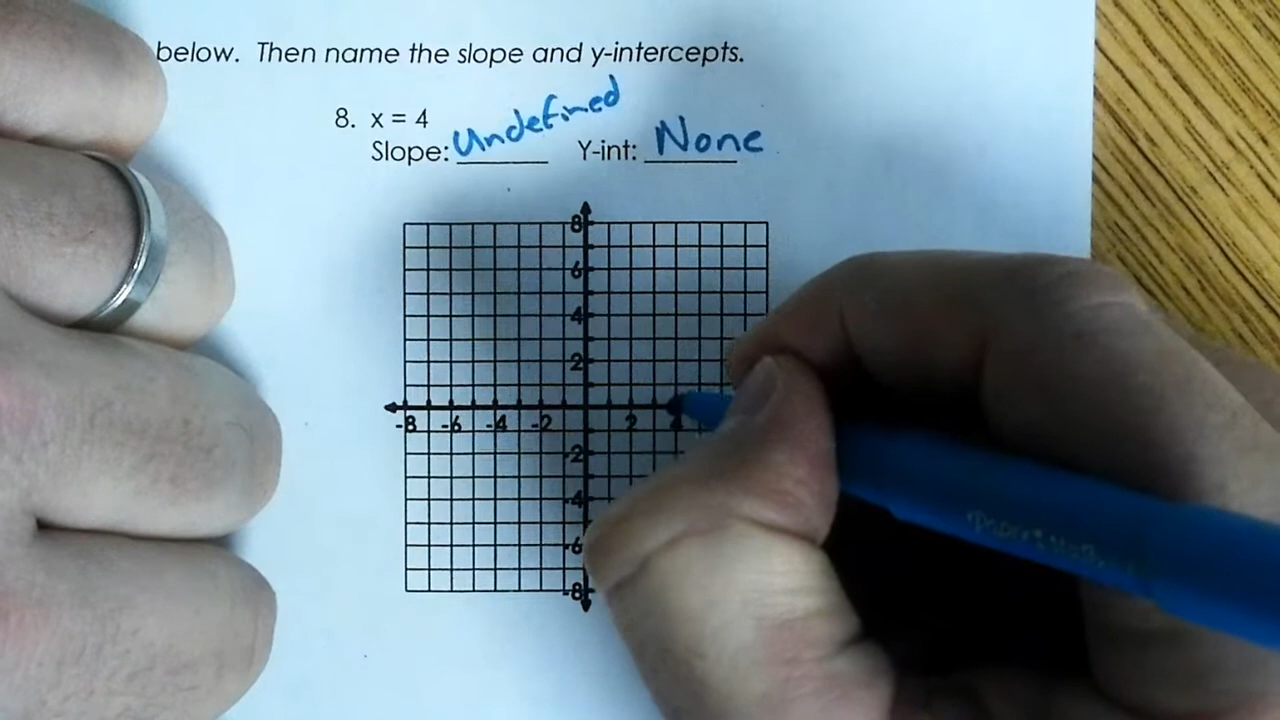 below. Then name the slope and y-intercepts.
8. x = 4
Slope: Undefined Y-int: None
8
6
4
2
-8 -6 -4 -2 2 4
-2
-4
-6
-8